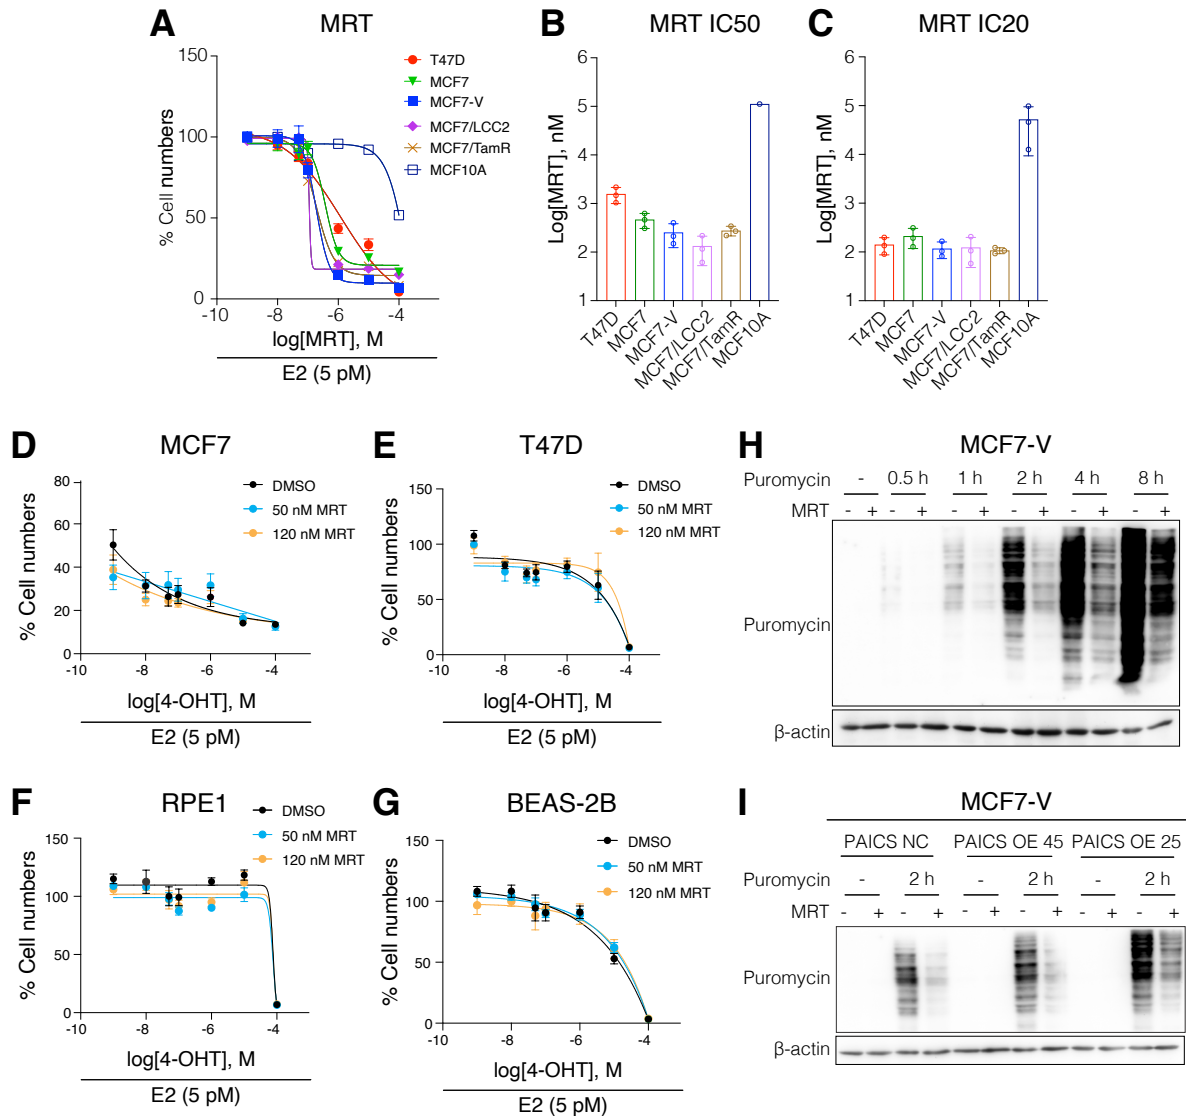 A
MRT
150
100
50
0
-10
-8
-6
-4
% Cell numbers
log[MRT], M
E2 (5 pM)
T47D
MCF7
MCF7-V
MCF7/LCC2
MCF7/TamR
MCF10A
B
MRT IC50
6
5
4
3
2
1
Log[MRT], nM
T47D
MCF7
MCF7-V
MCF7/LCC2
MCF7/TamR
MCF10A
C
MRT IC20
6
5
4
3
2
1
Log[MRT], nM
T47D
MCF7
MCF7-V
MCF7/LCC2
MCF7/TamR
MCF10A
D
MCF7
80
60
40
20
0
-10
-8
-6
-4
% Cell numbers
log[4-OHT], M
E2 (5 pM)
DMSO
50 nM MRT
120 nM MRT
E
T47D
150
100
50
0
-10
-8
-6
-4
% Cell numbers
log[4-OHT], M
E2 (5 pM)
DMSO
50 nM MRT
120 nM MRT
H
MCF7-V
Puromycin - 0.5 h 1 h 2 h 4 h 8 h
MRT - + - + - + - + - + - +
Puromycin
β-actin
F
RPE1
150
100
50
0
-10
-8
-6
-4
% Cell numbers
log[4-OHT], M
E2 (5 pM)
DMSO
50 nM MRT
120 nM MRT
G
BEAS-2B
150
100
50
0
-10
-8
-6
-4
% Cell numbers
log[4-OHT], M
E2 (5 pM)
DMSO
50 nM MRT
120 nM MRT
I
MCF7-V
PAICS NC PAICS OE 45 PAICS OE 25
Puromycin - 2 h - 2 h - 2 h
MRT - + - + - + - + - + - +
Puromycin
β-actin